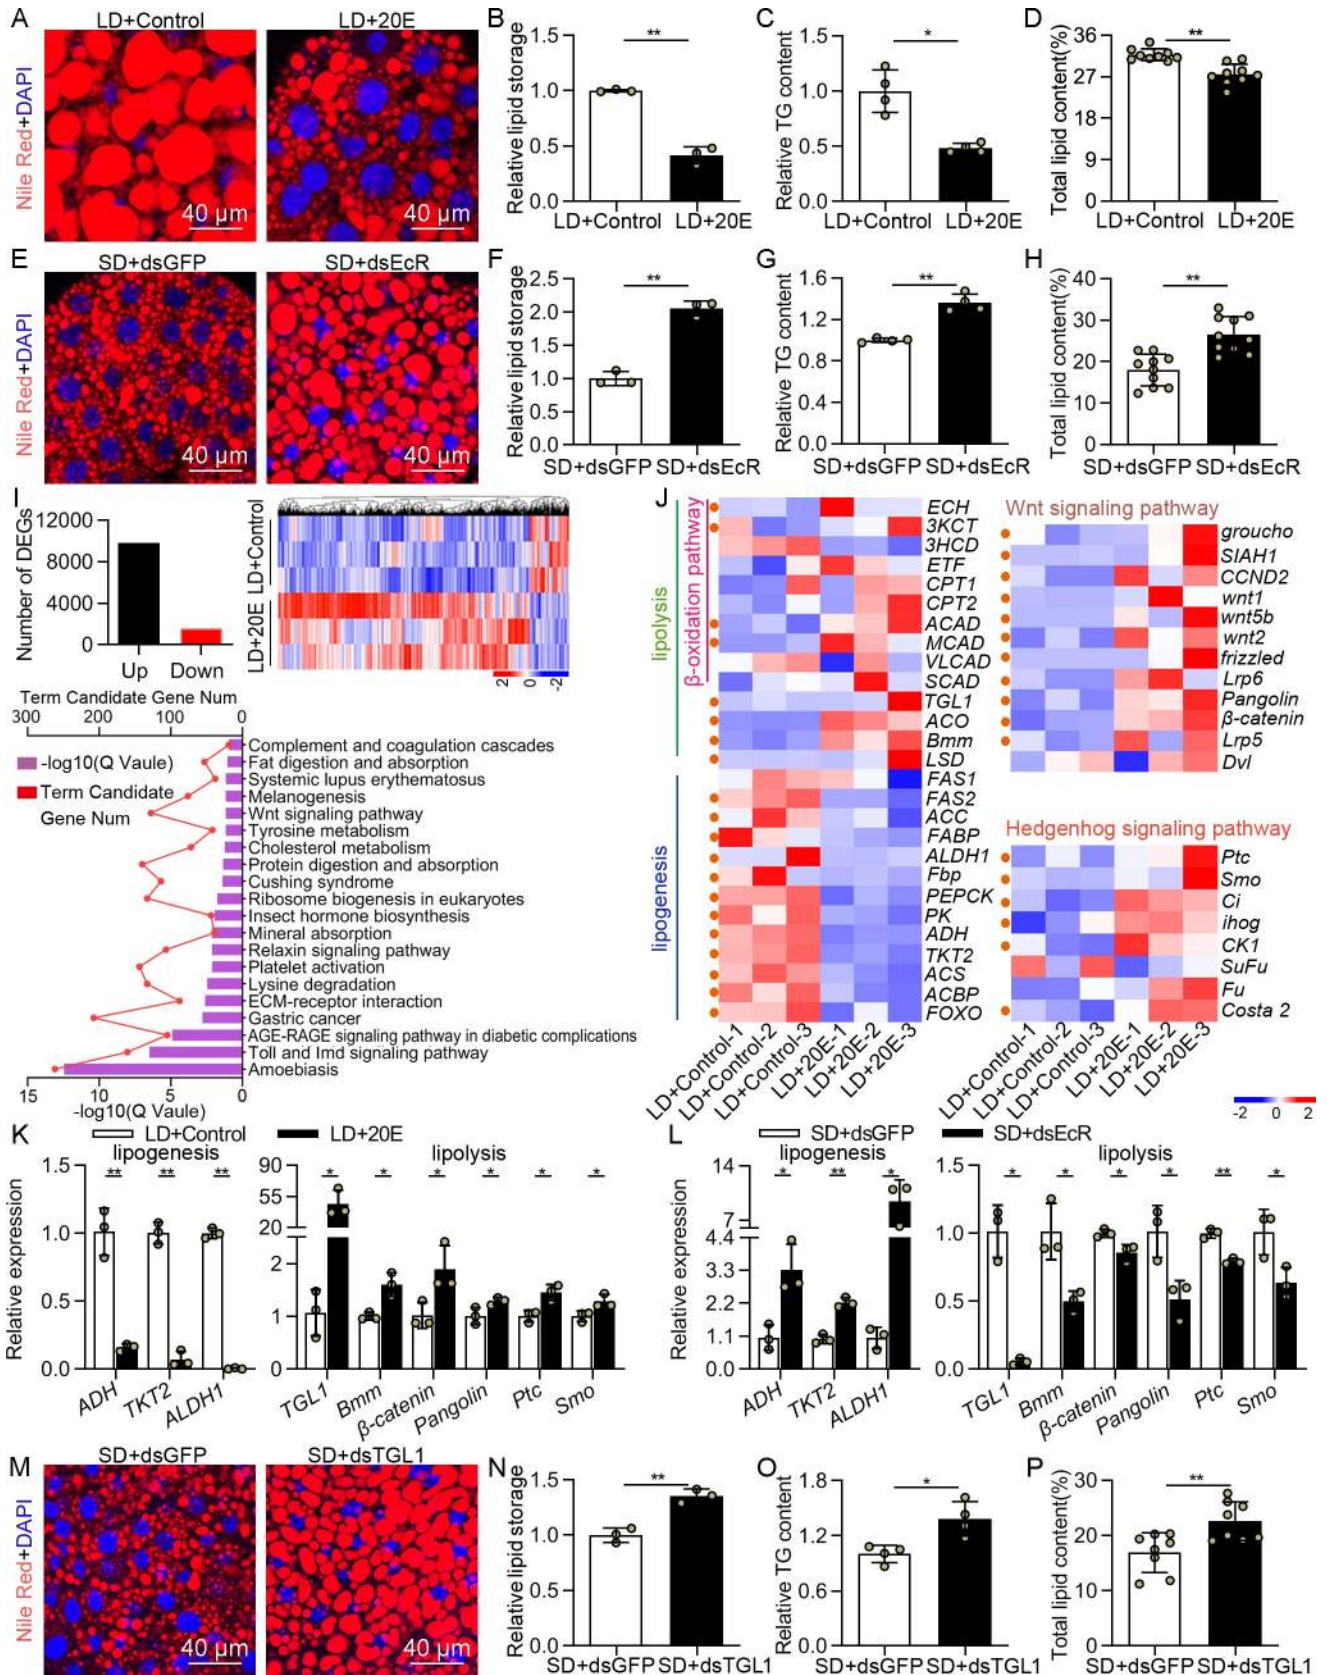 A
LD+Control
LD+20E
Nile Red+DAPI
40 µm
40 µm
B
Relative lipid storage
1.5
1.0
0.5
0.0
**
LD+Control
LD+20E
C
Relative TG content
1.5
1.0
0.5
0.0
*
LD+Control
LD+20E
D
Total lipid content(%)
36
27
18
9
0
**
LD+Control
LD+20E
E
SD+dsGFP
SD+dsEcR
Nile Red+DAPI
40 µm
40 µm
F
Relative lipid storage
2.5
2.0
1.5
1.0
0.5
0.0
**
SD+dsGFP
SD+dsEcR
G
Relative TG content
1.6
1.2
0.8
0.4
0.0
**
SD+dsGFP
SD+dsEcR
H
Total lipid content(%)
40
30
20
10
0
**
SD+dsGFP
SD+dsEcR
I
Number of DEGs
12000
8000
4000
0
Up
Down
LD+Control
LD+20E
2
0
-2
Term Candidate Gene Num
300
200
100
0
-log10(Q Vaule)
Term Candidate
Gene Num
Complement and coagulation cascades
Fat digestion and absorption
Systemic lupus erythematosus
Melanogenesis
Wnt signaling pathway
Tyrosine metabolism
Cholesterol metabolism
Protein digestion and absorption
Cushing syndrome
Ribosome biogenesis in eukaryotes
Insect hormone biosynthesis
Mineral absorption
Relaxin signaling pathway
Platelet activation
Lysine degradation
ECM-receptor interaction
Gastric cancer
AGE-RAGE signaling pathway in diabetic complications
Toll and Imd signaling pathway
Amoebiasis
15
10
5
0
-log10(Q Vaule)
J
lipolysis
β-oxidation pathway
lipogenesis
ECH
3KCT
3HCD
ETF
CPT1
CPT2
ACAD
MCAD
VLCAD
SCAD
TGL1
ACO
Bmm
LSD
FAS1
FAS2
ACC
FABP
ALDH1
Fbp
PEPCK
PK
ADH
TKT2
ACS
ACBP
FOXO
LD+Control-1
LD+Control-2
LD+Control-3
LD+20E-1
LD+20E-2
LD+20E-3
Wnt signaling pathway
groucho
SIAH1
CCND2
wnt1
wnt5b
wnt2
frizzled
Lrp6
Pangolin
β-catenin
Lrp5
Dvl
Hedgenhog signaling pathway
Ptc
Smo
Ci
ihog
CK1
SuFu
Fu
Costa 2
LD+Control-1
LD+Control-2
LD+Control-3
LD+20E-1
LD+20E-2
LD+20E-3
-2
0
2
K
LD+Control
LD+20E
lipogenesis
Relative expression
1.5
1.0
0.5
0.0
**
**
**
ADH
TKT2
ALDH1
lipolysis
90
55
20
2
1
0
*
*
*
*
*
*
TGL1
Bmm
β-catenin
Pangolin
Ptc
Smo
L
SD+dsGFP
SD+dsEcR
lipogenesis
Relative expression
14
7
4.4
3.3
2.2
1.1
0.0
*
**
*
ADH
TKT2
ALDH1
lipolysis
1.5
1.0
0.5
0.0
*
*
*
*
**
*
TGL1
Bmm
β-catenin
Pangolin
Ptc
Smo
M
SD+dsGFP
SD+dsTGL1
Nile Red+DAPI
40 µm
40 µm
N
Relative lipid storage
1.5
1.0
0.5
0.0
**
SD+dsGFP
SD+dsTGL1
O
Relative TG content
1.8
1.2
0.6
0.0
*
SD+dsGFP
SD+dsTGL1
P
Total lipid content(%)
30
20
10
0
**
SD+dsGFP
SD+dsTGL1